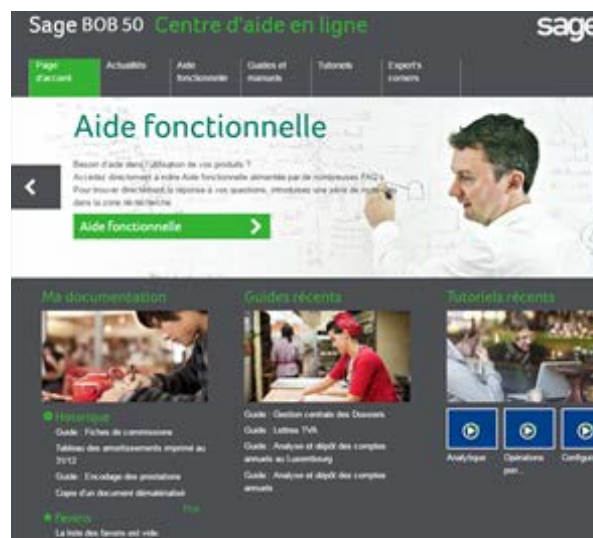 Sage BOB 50 Centre d'aide en ligne
sage
Page
d'accueil
Actualités
Aide
fonctionnelle
Guides et
manuels
Tutoriels
Expert's
corners
Aide fonctionnelle
Besoin d'aide dans l'utilisation de vos produits ?
Accédez directement à notre Aide fonctionnelle alimentée par de nombreuses FAQ's
Pour trouver directement la réponse à vos questions, introduisez une série de mots
dans la zone de recherche
Aide fonctionnelle
Ma documentation
Historique
Guide : Fiches de commissions
Tableau des amortissements imprimé au
31/12
Guide : Encodage des prestations
Copie d'un document dématérialisé
Plus
Favoris
La liste des favoris est vide
Guides récents
Guide : Gestion centrale des Dossiers
Guide : Lettres TVA
Guide : Analyse et dépôt des comptes
annuels au Luxembourg
Guide : Analyse et dépôt des comptes
annuels
Tutoriels récents
Analytique
Opérations
pon...
Configu